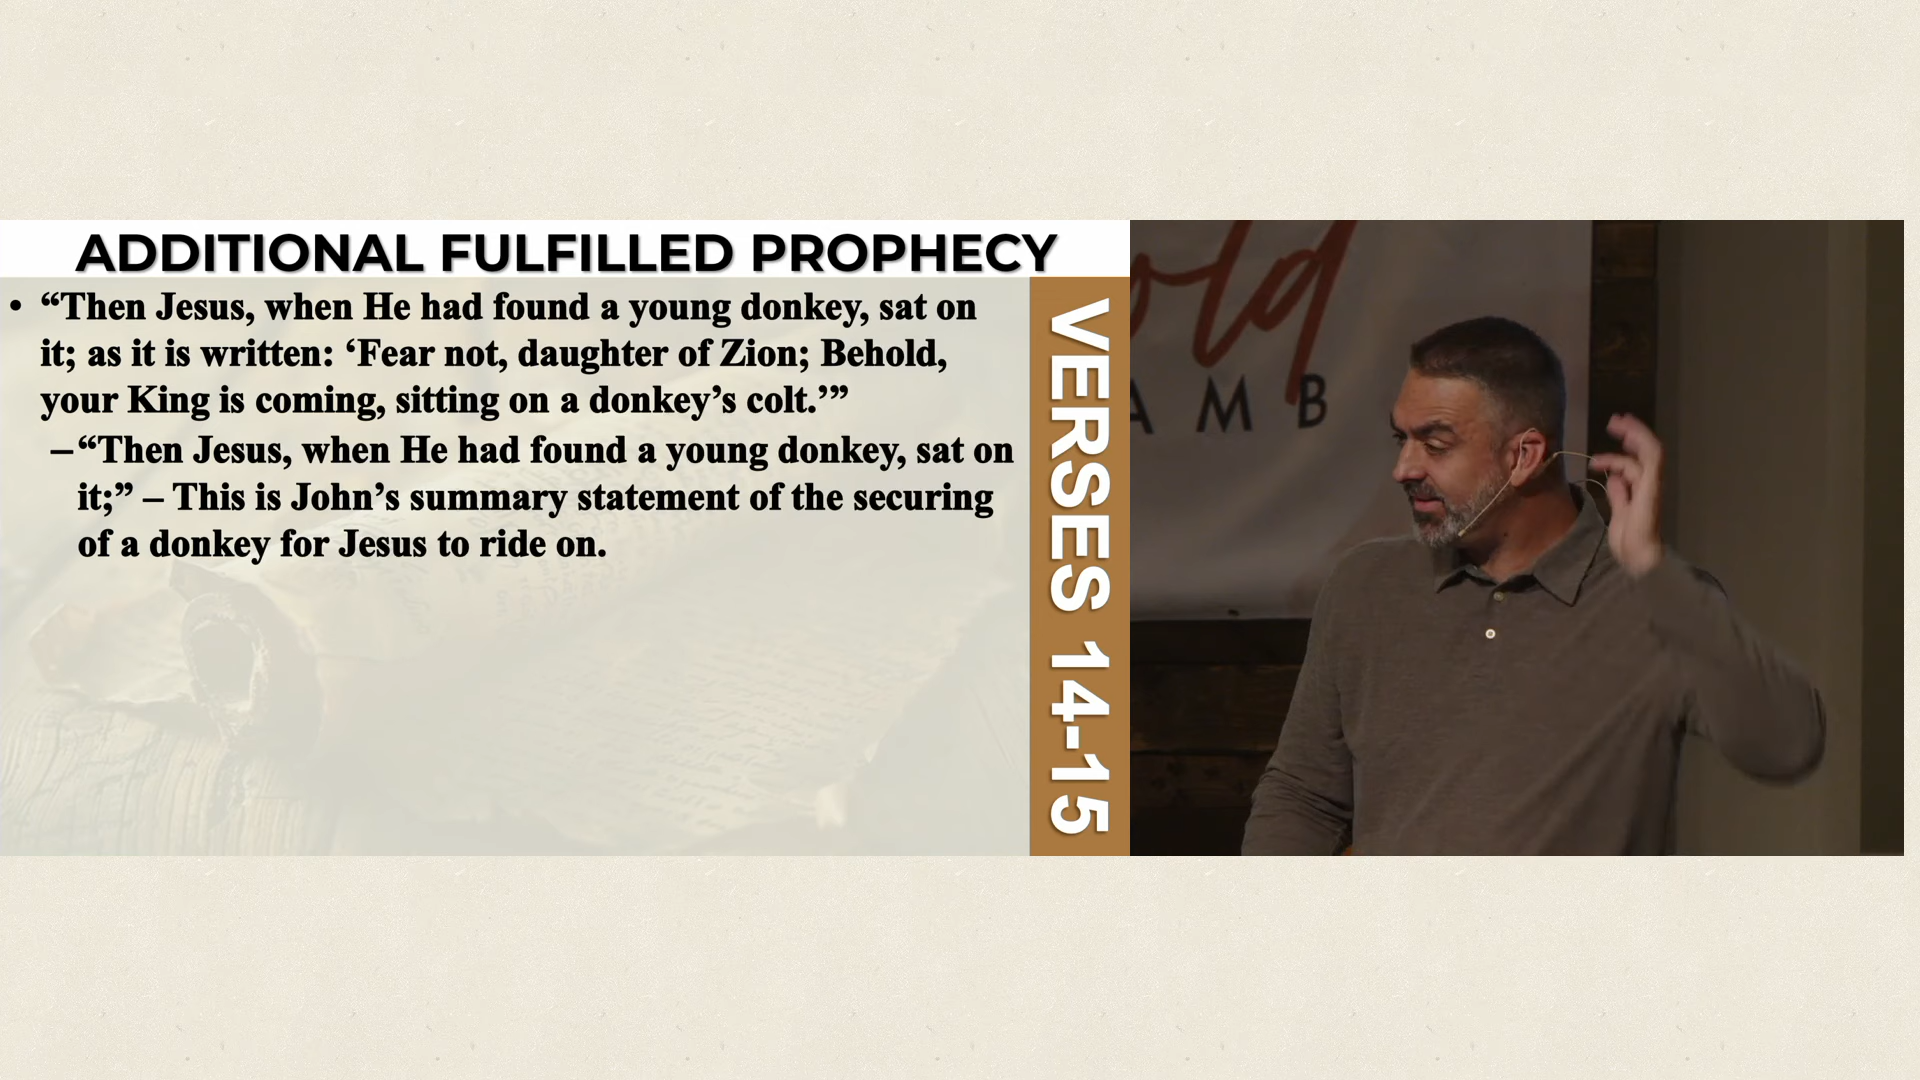 ADDITIONAL FULFILLED PROPHECY
• “Then Jesus, when He had found a young donkey, sat on
it; as it is written: ‘Fear not, daughter of Zion; Behold,
your King is coming, sitting on a donkey’s colt.’”
– “Then Jesus, when He had found a young donkey, sat on
it;” – This is John’s summary statement of the securing
of a donkey for Jesus to ride on.
VERSES 14-15
old
AMB